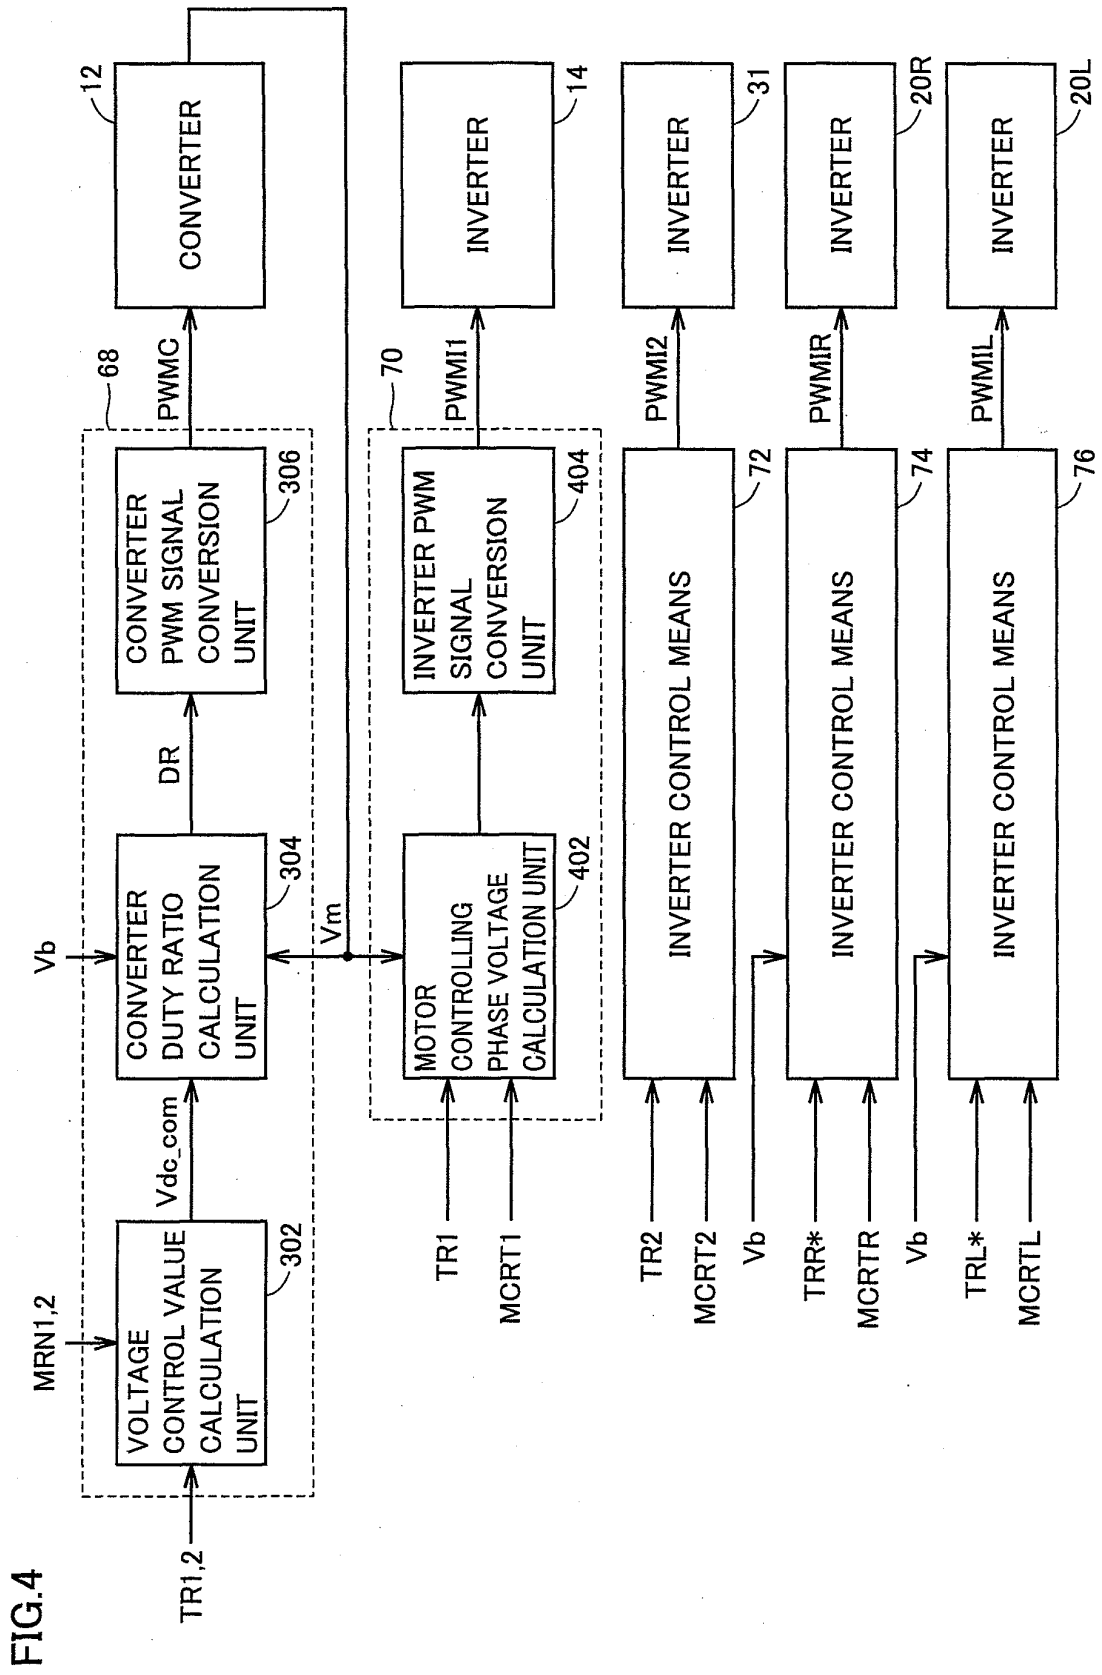 FIG.4
TR1,2
MRN1,2
VOLTAGE
CONTROL VALUE
CALCULATION
UNIT
302
Vdc_com
Vb
CONVERTER
DUTY RATIO
CALCULATION
UNIT
304
DR
CONVERTER
PWM SIGNAL
CONVERSION
UNIT
306
68
PWMC
CONVERTER
12
Vm
TR1
MCRT1
MOTOR
CONTROLLING
PHASE VOLTAGE
CALCULATION UNIT
402
INVERTER PWM
SIGNAL
CONVERSION
UNIT
404
70
PWMI1
INVERTER
14
TR2
MCRT2
INVERTER CONTROL MEANS
72
PWMI2
INVERTER
31
Vb
TRR*
MCRTR
INVERTER CONTROL MEANS
74
PWMIR
INVERTER
20R
Vb
TRL*
MCRTL
INVERTER CONTROL MEANS
76
PWMIL
INVERTER
20L